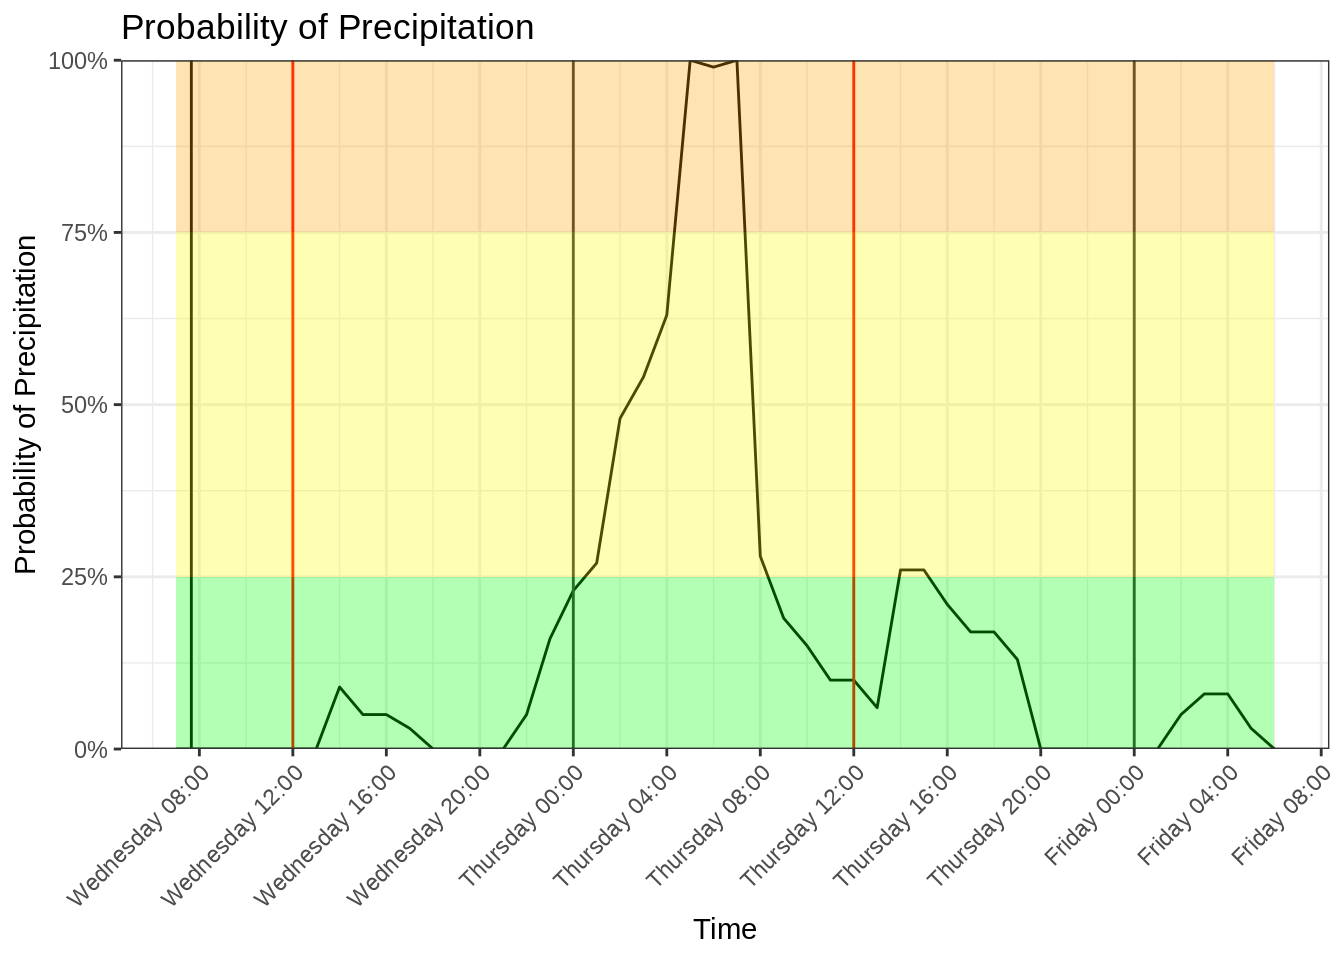 Probability of Precipitation
Probability of Precipitation
100%
75%
50%
25%
0%
Wednesday 08:00
Wednesday 12:00
Wednesday 16:00
Wednesday 20:00
Thursday 00:00
Thursday 04:00
Thursday 08:00
Thursday 12:00
Thursday 16:00
Thursday 20:00
Friday 00:00
Friday 04:00
Friday 08:00
Time